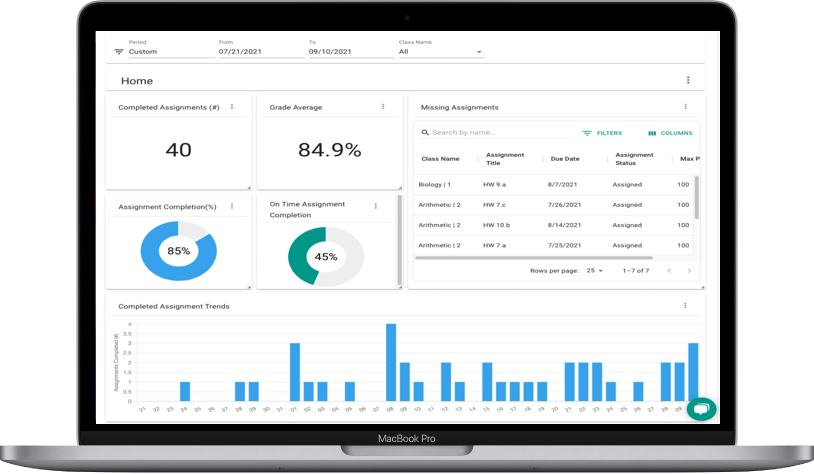 Period From To Class Name
Custom 07/21/2021 09/10/2021 All
Home
Completed Assignments (#) Grade Average Missing Assignments
Search by name... FILTERS COLUMNS
40 84.9%
Class Name Assignment Title Due Date Assignment Status Max P
Biology | 1 HW 9.a 8/7/2021 Assigned 100
Arithmetic | 2 HW 7.c 7/26/2021 Assigned 100
Arithmetic | 2 HW 10.b 8/14/2021 Assigned 100
Arithmetic | 2 HW 7.a 7/25/2021 Assigned 100
Rows per page: 25 1-7 of 7
Assignment Completion(%) On Time Assignment
Completion
85% 45%
Completed Assignment Trends
Assignments Completed (#)
4
3.5
3
2.5
2
1.5
1
0.5
0
21 22 23 24 25 26 27 28 29 30 31 01 02 03 04 05 06 07 08 09 10 11 12 13 14 15 16 17 18 19 20 21 22 23 24 25 26 27 28 09
MacBook Pro